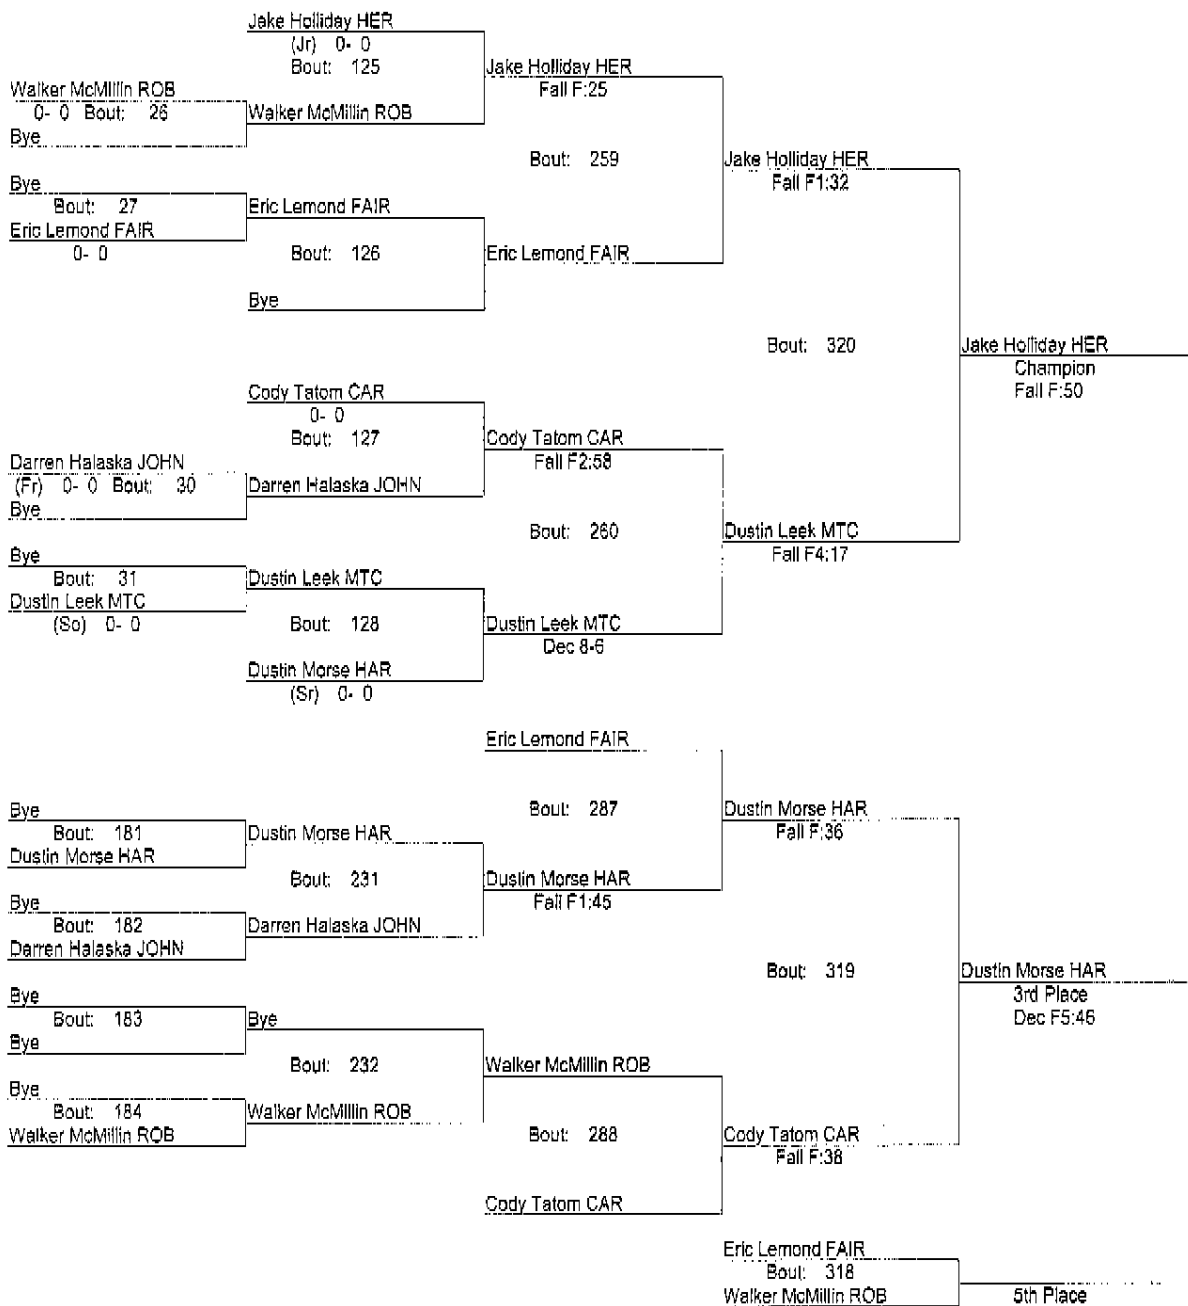 Jake Holliday HER
(Jr) 0- 0
Bout: 125
Jake Holliday HER
Fall F:25
Walker McMillin ROB
0- 0 Bout: 26
Walker McMillin ROB
Bye
Bout: 259
Jake Holliday HER
Fall F1:32
Bye
Bout: 27
Eric Lemond FAIR
Eric Lemond FAIR
0- 0
Bout: 126
Eric Lemond FAIR
Bye
Bout: 320
Jake Holliday HER
Champion
Fall F:50
Cody Tatom CAR
0- 0
Bout: 127
Cody Tatom CAR
Fall F2:58
Darren Halaska JOHN
(Fr) 0- 0 Bout: 30
Darren Halaska JOHN
Bye
Bout: 260
Dustin Leek MTC
Fall F4:17
Bye
Bout: 31
Dustin Leek MTC
Dustin Leek MTC
(So) 0- 0
Bout: 128
Dustin Leek MTC
Dec 8-6
Dustin Morse HAR
(Sr) 0- 0
Eric Lemond FAIR
Bye
Bout: 181
Dustin Morse HAR
Bout: 287
Dustin Morse HAR
Fall F:36
Dustin Morse HAR
Bout: 231
Dustin Morse HAR
Fall F1:45
Bye
Bout: 182
Darren Halaska JOHN
Darren Halaska JOHN
Bout: 319
Dustin Morse HAR
3rd Place
Dec F5:46
Bye
Bout: 183
Bye
Bye
Bout: 232
Walker McMillin ROB
Bye
Bout: 184
Walker McMillin ROB
Walker McMillin ROB
Bout: 288
Cody Tatom CAR
Fall F:38
Cody Tatom CAR
Eric Lemond FAIR
Bout: 318
Walker McMillin ROB
5th Place